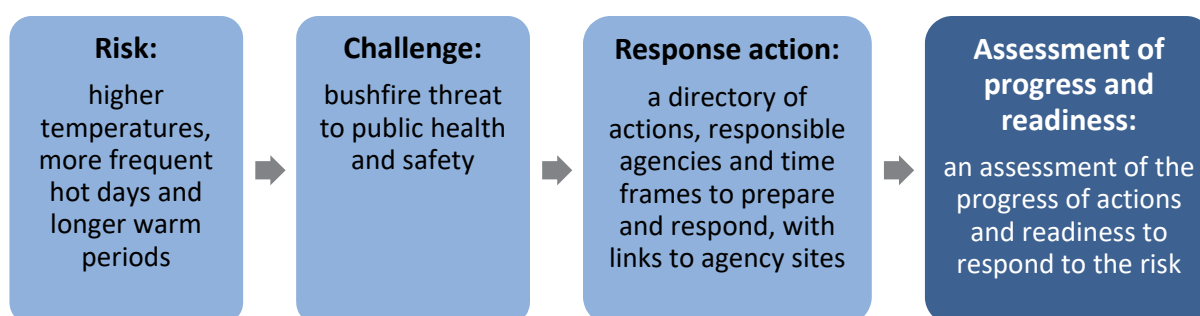 Risk:
higher
temperatures,
more frequent
hot days and
longer warm
periods
Challenge:
bushfire threat
to public health
and safety
Response action:
a directory of
actions, responsible
agencies and time
frames to prepare
and respond, with
links to agency sites
Assessment of
progress and
readiness:
an assessment of the
progress of actions
and readiness to
respond to the risk